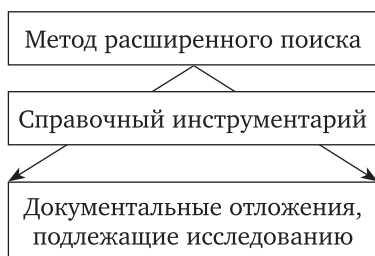 Метод расширенного поиска
Справочный инструментарий
Документальные отложения,
подлежащие исследованию